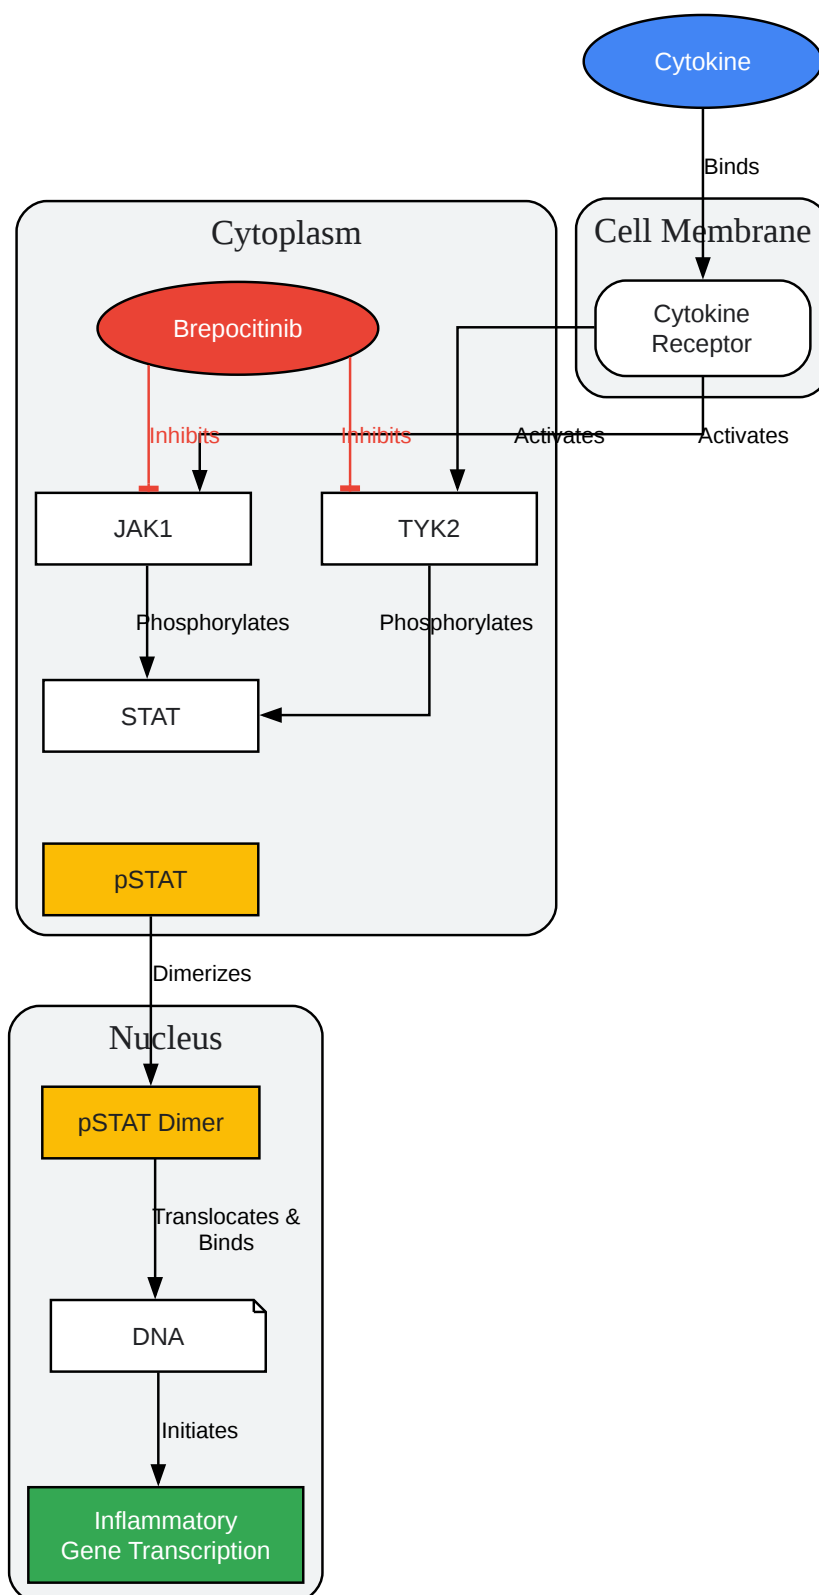 Cytokine
Binds
Cytoplasm
Cell Membrane
Brepocitinib
Cytokine
Receptor
Inhibits
Inhibits
Activates
Activates
JAK1
TYK2
Phosphorylates
Phosphorylates
STAT
pSTAT
Dimerizes
Nucleus
pSTAT Dimer
Translocates &
Binds
DNA
Initiates
Inflammatory
Gene Transcription